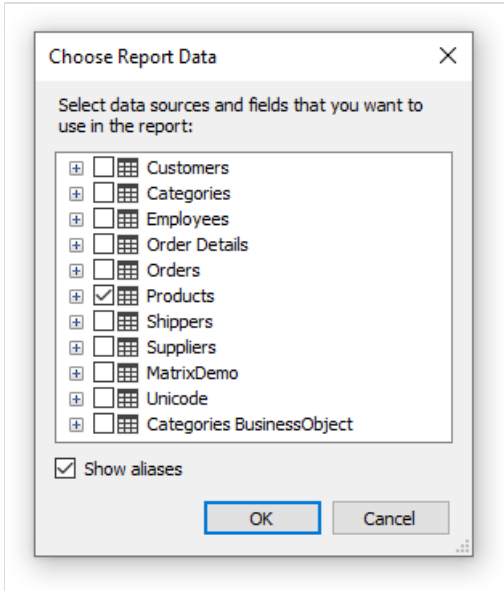 Choose Report Data
Select data sources and fields that you want to
use in the report:
Customers
Categories
Employees
Order Details
Orders
Products
Shippers
Suppliers
MatrixDemo
Unicode
Categories BusinessObject
Show aliases
OK
Cancel